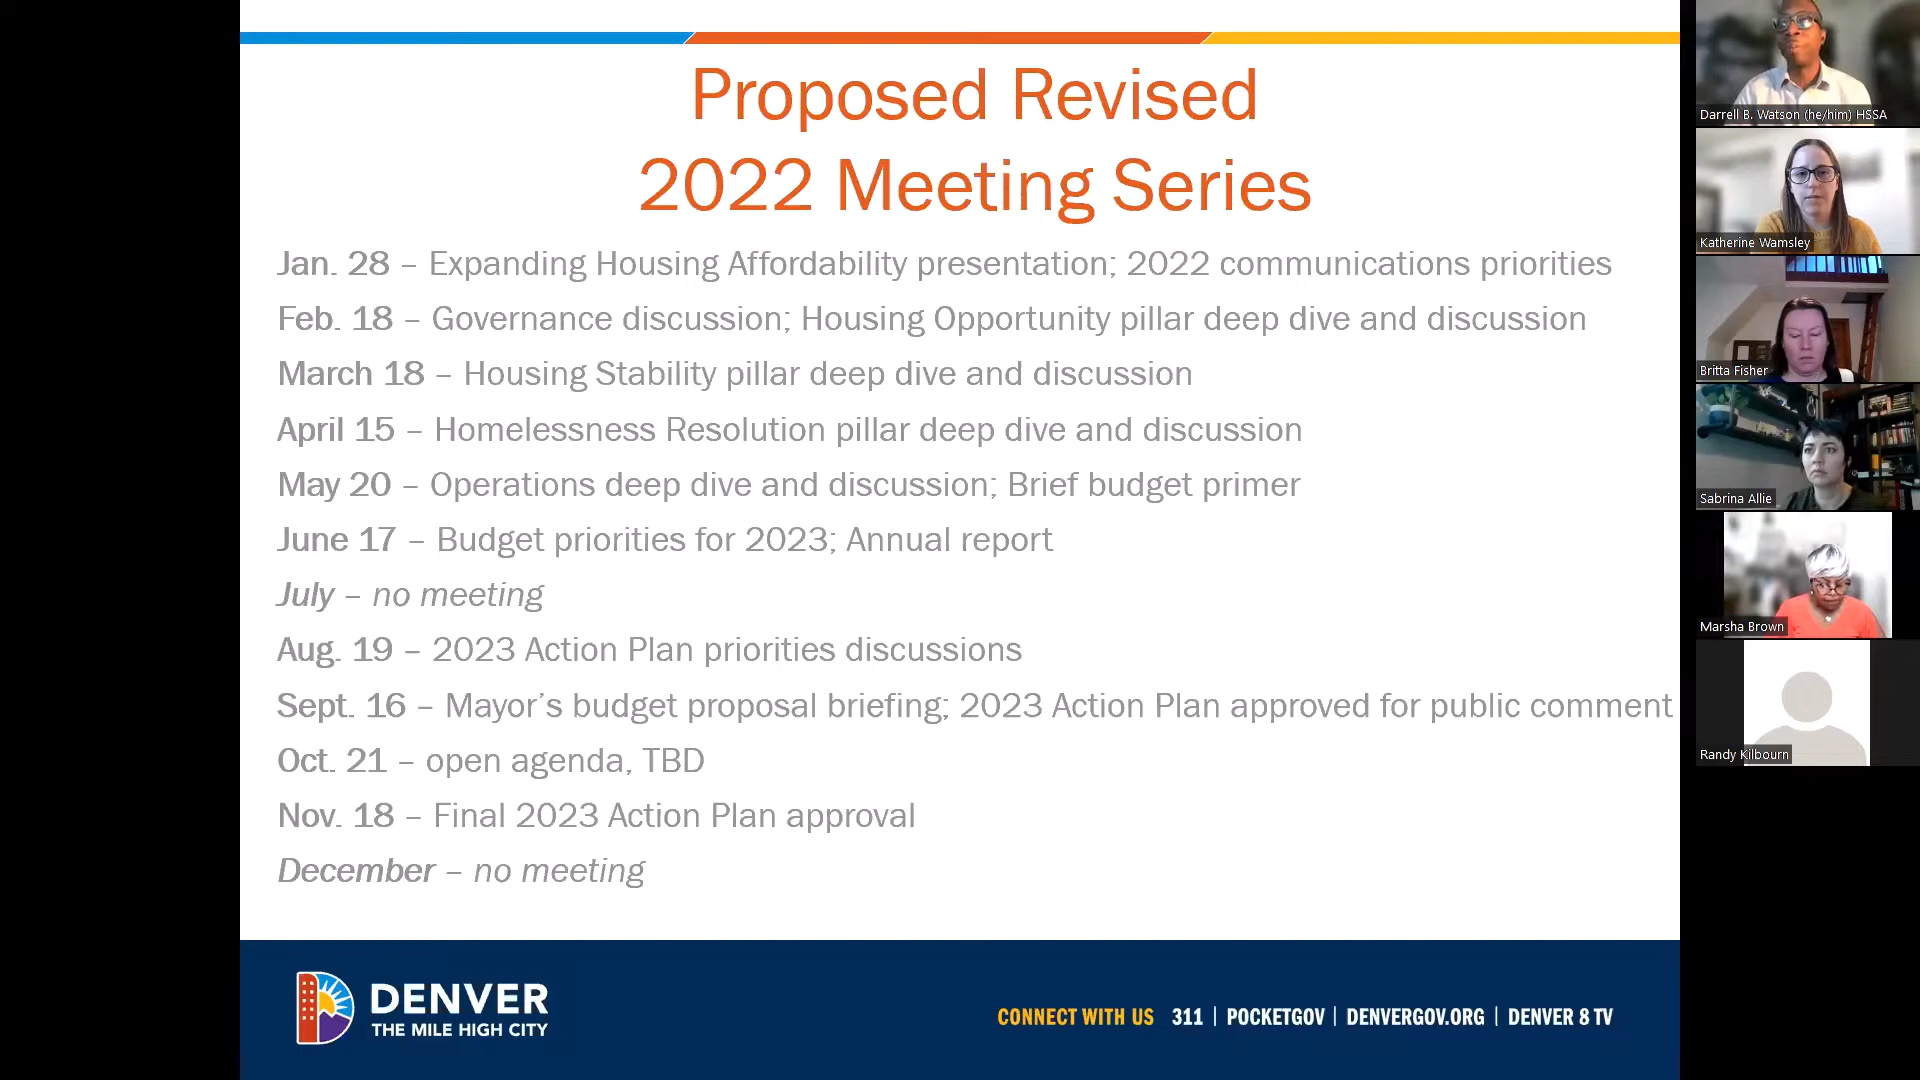 Proposed Revised
2022 Meeting Series
Jan. 28 – Expanding Housing Affordability presentation; 2022 communications priorities
Feb. 18 – Governance discussion; Housing Opportunity pillar deep dive and discussion
March 18 – Housing Stability pillar deep dive and discussion
April 15 – Homelessness Resolution pillar deep dive and discussion
May 20 – Operations deep dive and discussion; Brief budget primer
June 17 – Budget priorities for 2023; Annual report
July – no meeting
Aug. 19 – 2023 Action Plan priorities discussions
Sept. 16 – Mayor’s budget proposal briefing; 2023 Action Plan approved for public comment
Oct. 21 – open agenda, TBD
Nov. 18 – Final 2023 Action Plan approval
December – no meeting
DENVER
THE MILE HIGH CITY
CONNECT WITH US 311 | POCKETGOV | DENVERGOV.ORG | DENVER 8 TV
Darrell B. Watson (he/him) HSSA
Katherine Wamsley
Britta Fisher
Sabrina Allie
Marsha Brown
Randy Kilbourn